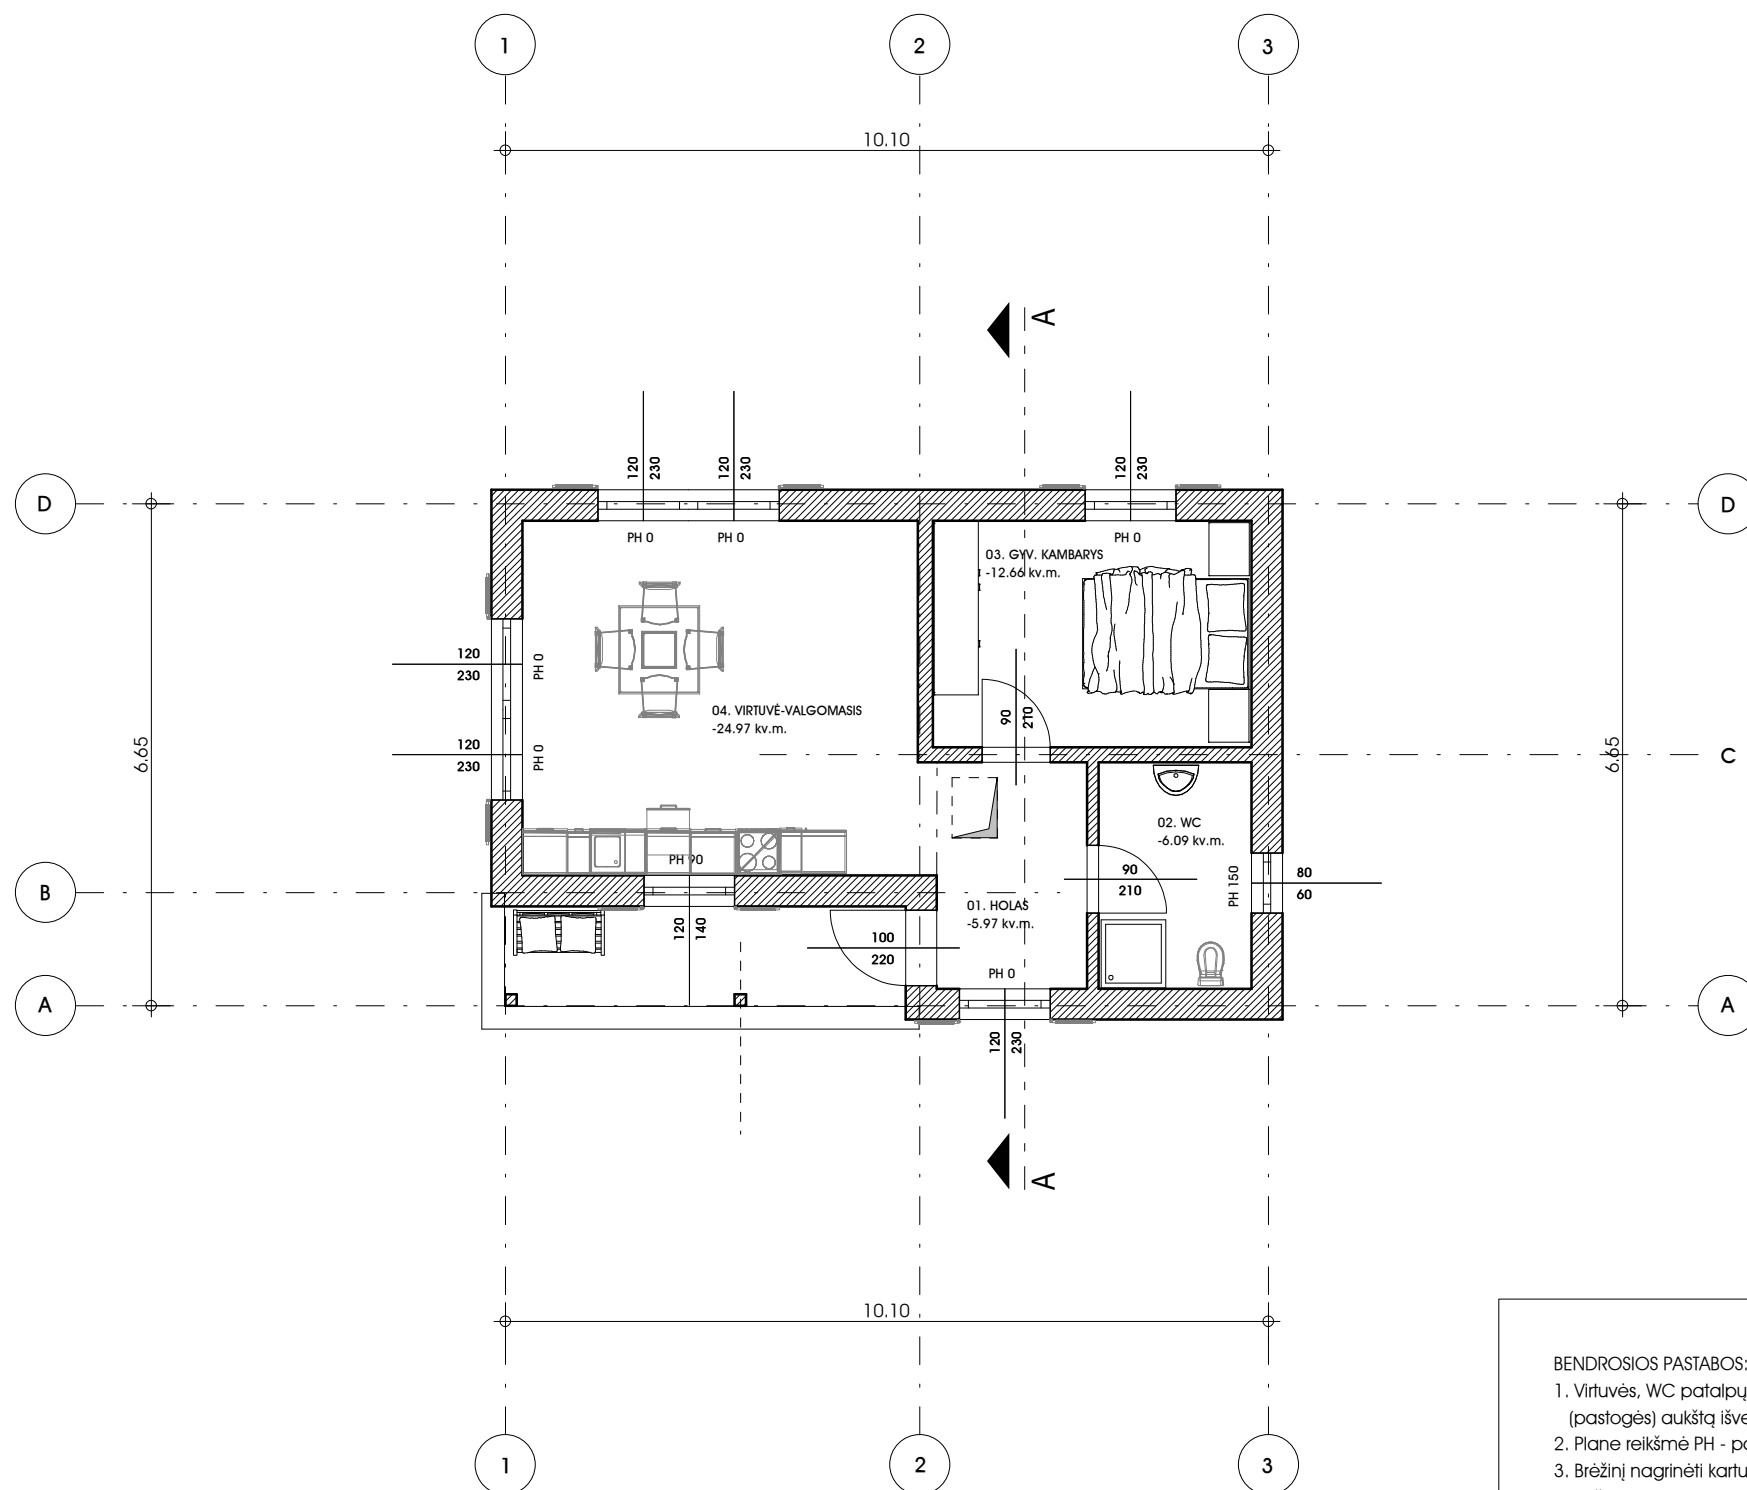 1
2
3
10.10
A
120
230
120
230
120
230
D
D
PH 0
PH 0
PH 0
03. GYV. KAMBARYS
-12.66 kv.m.
120
230
PH 0
04. VIRTUVĖ-VALGOMASIS
-24.97 kv.m.
90
210
6.65
120
230
PH 0
6.65
C
02. WC
-6.09 kv.m.
PH 90
90
210
PH 150
80
60
B
01. HOLAS
-5.97 kv.m.
120
140
100
220
PH 0
A
A
120
230
A
10.10
BENDROSIOS PASTABOS:
1. Virtuvės, WC patalpų
(pastogės) aukštą
2. Plane reikšmė PH -
3. Brėžinį nagrinėti kartu
1
2
3